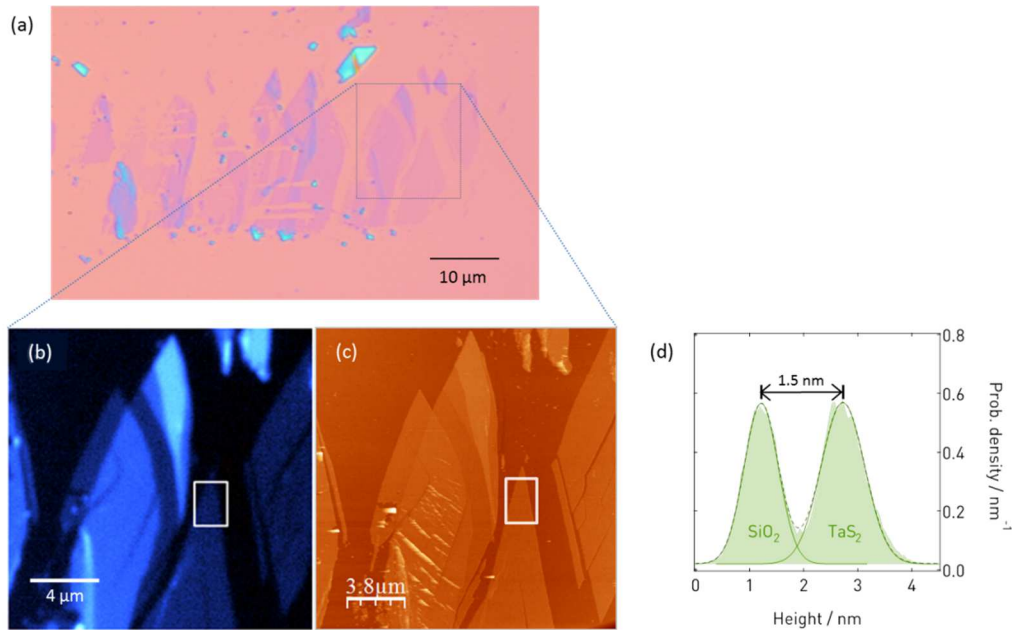 (a)
10 μm
(b)
4 μm
(c)
3.8μm
(d)
1.5 nm
SiO2
TaS2
0.8
0.6
0.4
0.2
0.0
Prob. density / nm-1
0 1 2 3 4
Height / nm